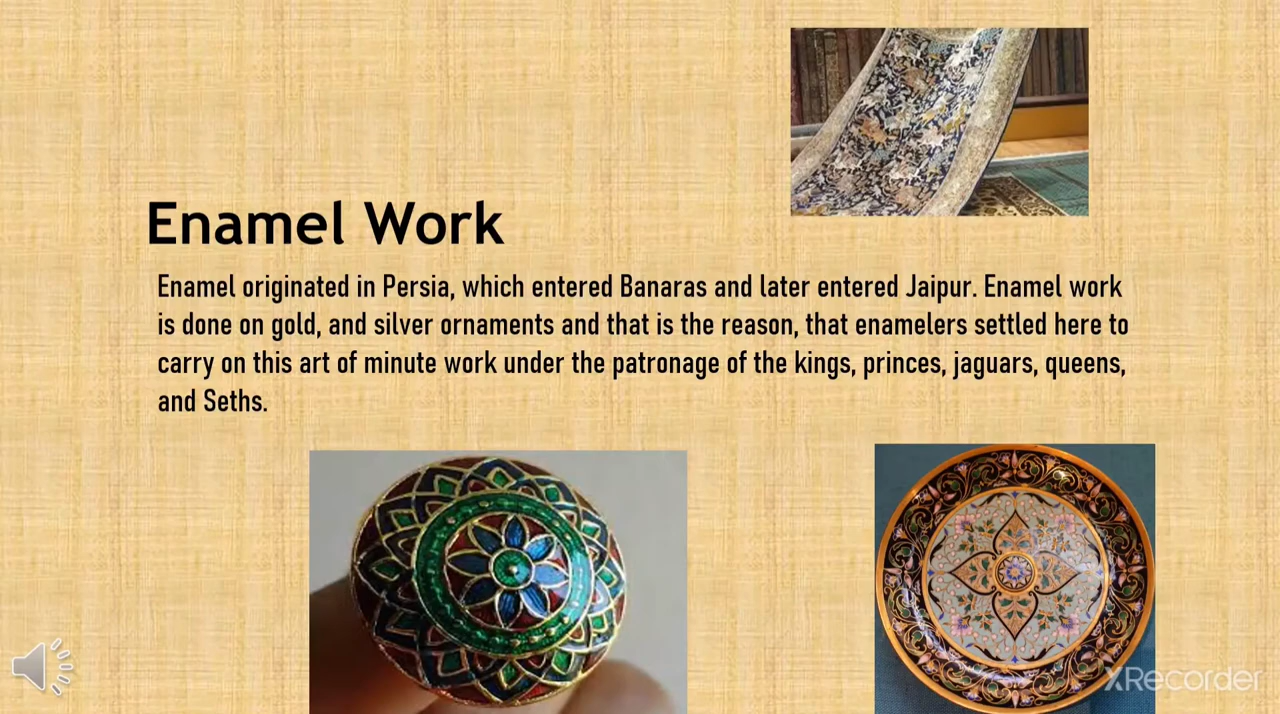 Enamel Work
Enamel originated in Persia, which entered Banaras and later entered Jaipur. Enamel work
is done on gold, and silver ornaments and that is the reason, that enamelers settled here to
carry on this art of minute work under the patronage of the kings, princes, jaguars, queens,
and Seths.
XRecorder